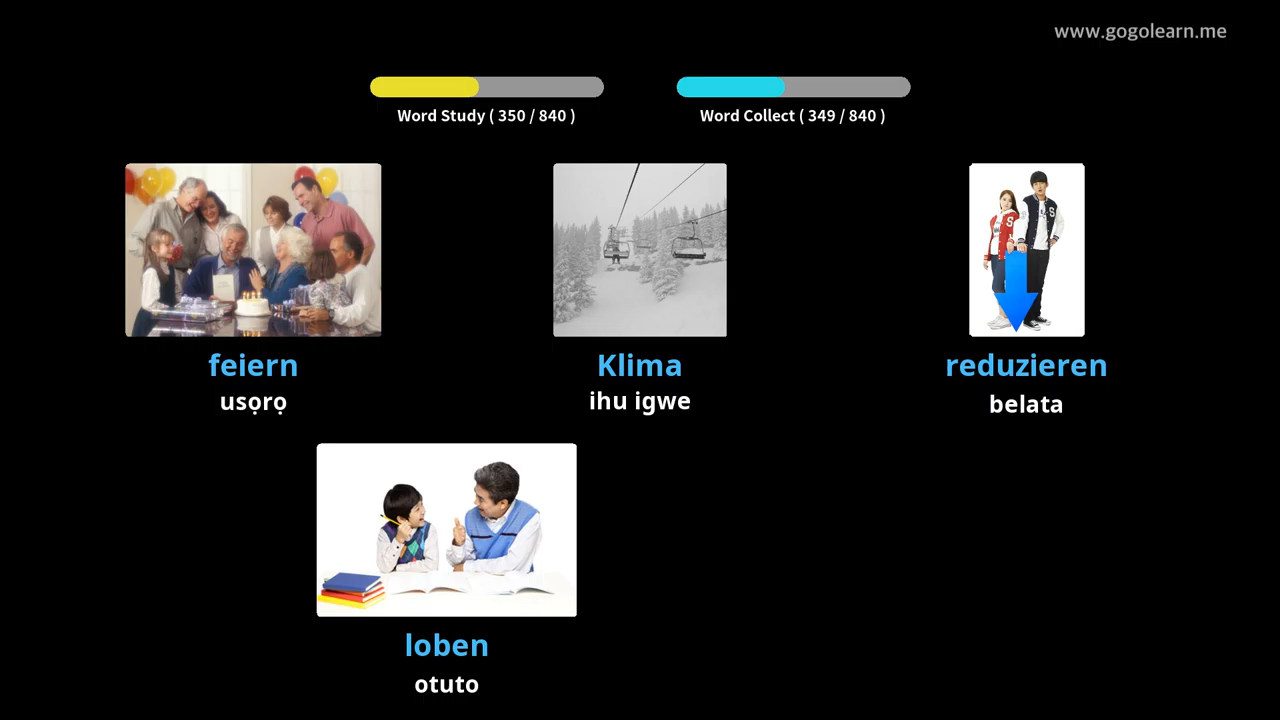 www.gogolearn.me
Word Study ( 350 / 840 )
Word Collect ( 349 / 840 )
feiern
usọrọ
Klima
ihu igwe
reduzieren
belata
loben
otuto
S
S